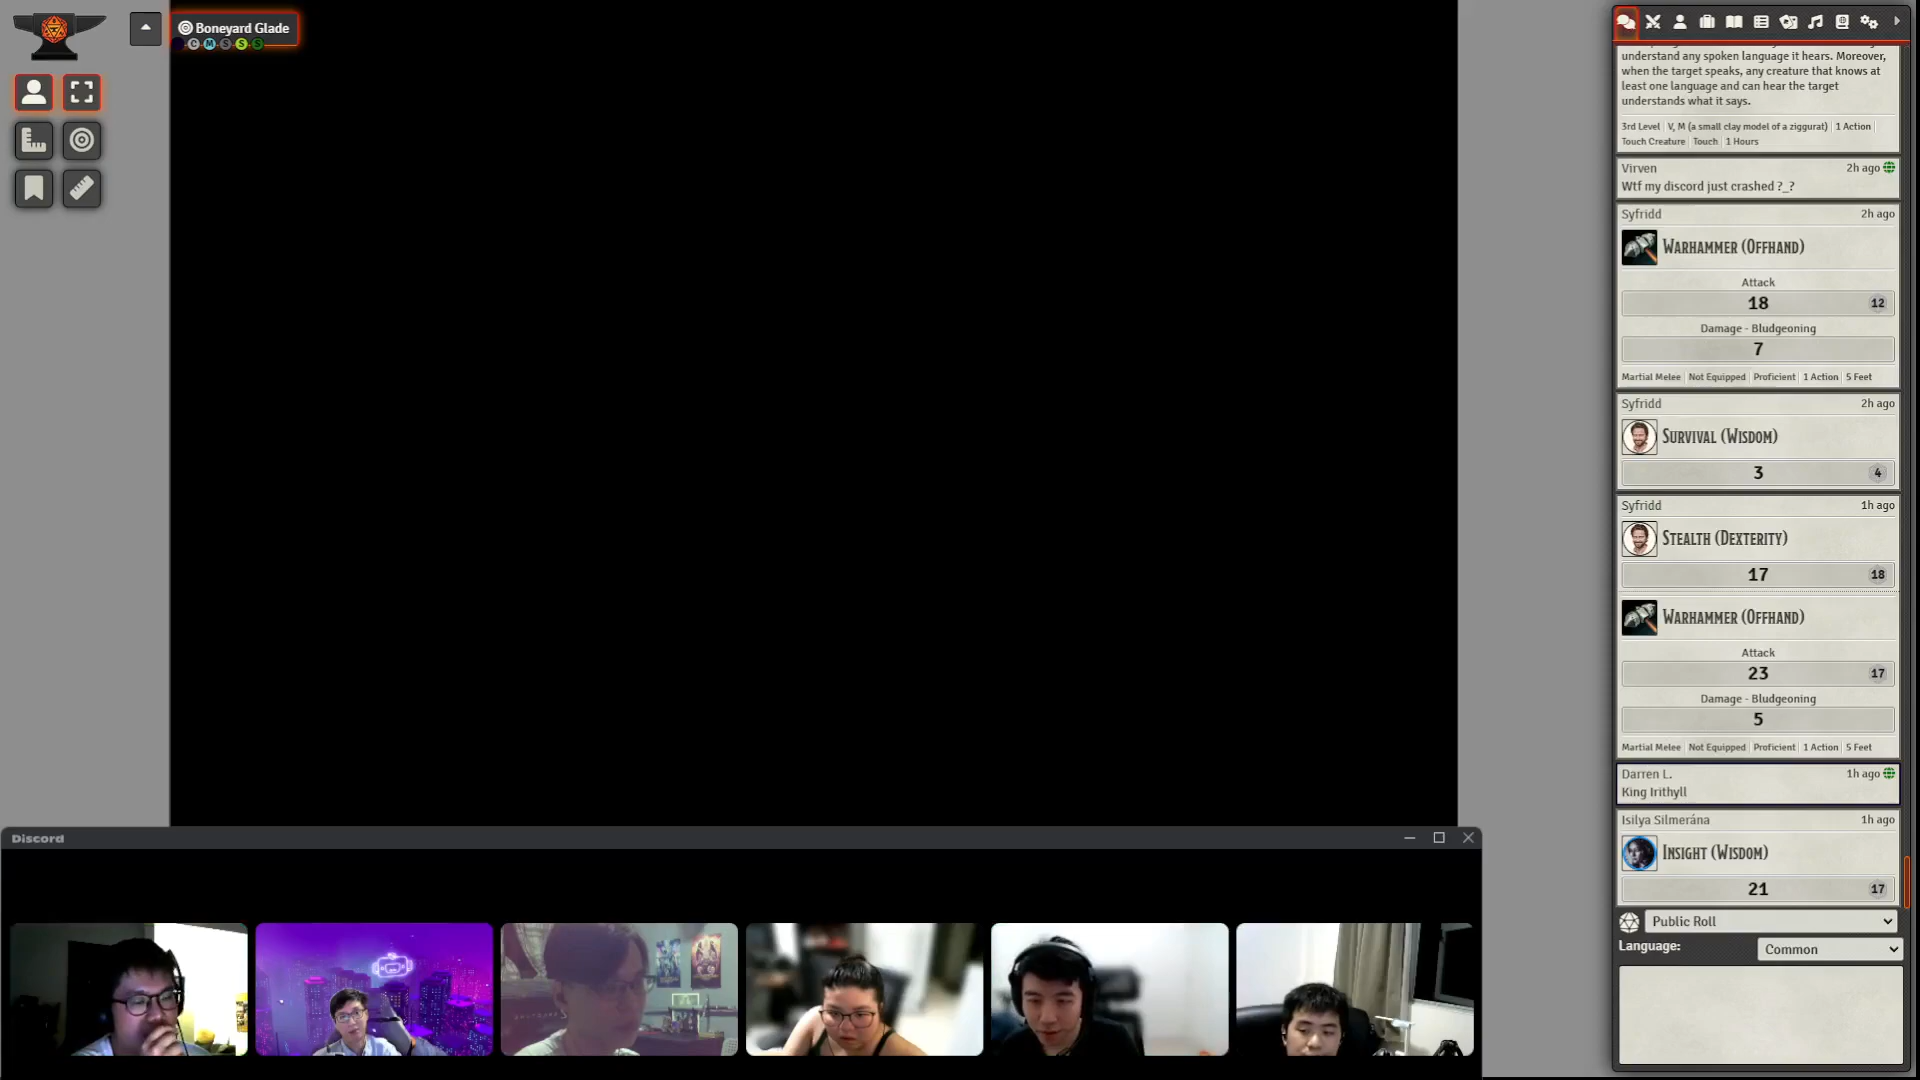 Boneyard Glade
C M S S S
understand any spoken language it hears. Moreover,
when the target speaks, any creature that knows at
least one language and can hear the target
understands what it says.
3rd Level V, M (a small clay model of a ziggurat) 1 Action
Touch Creature Touch 1 Hours
Virven 2h ago
Wtf my discord just crashed ?_?
Syfridd 2h ago
Warhammer (Offhand)
Attack
18 12
Damage - Bludgeoning
7
Martial Melee Not Equipped Proficient 1 Action 5 Feet
Syfridd 2h ago
Survival (Wisdom)
3 4
Syfridd 1h ago
Stealth (Dexterity)
17 18
Warhammer (Offhand)
Attack
23 17
Damage - Bludgeoning
5
Martial Melee Not Equipped Proficient 1 Action 5 Feet
Darren L. 1h ago
King Irithyll
Isilya Silmerána 1h ago
Insight (Wisdom)
21 17
Public Roll
Language: Common
Discord